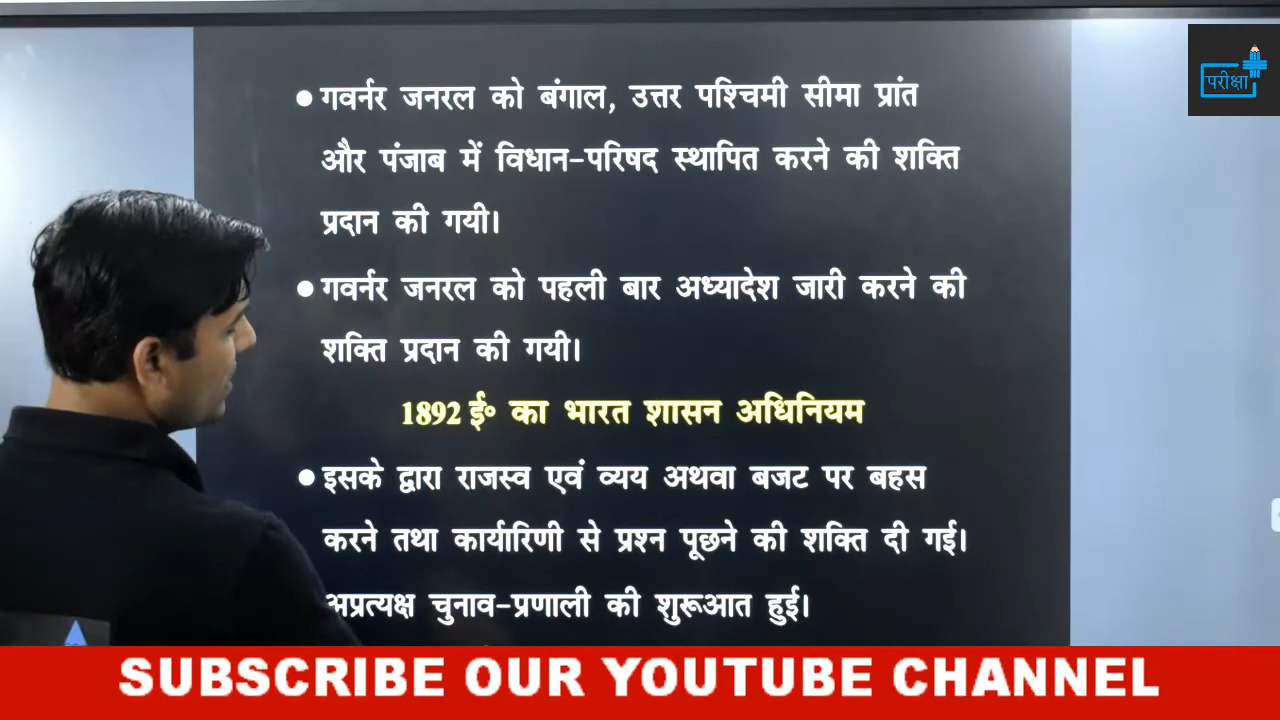 परीक्षा
● गवर्नर जनरल को बंगाल, उत्तर पश्चिमी सीमा प्रांत
और पंजाब में विधान-परिषद स्थापित करने की शक्ति
प्रदान की गयी।
● गवर्नर जनरल को पहली बार अध्यादेश जारी करने की
शक्ति प्रदान की गयी।
1892 ई० का भारत शासन अधिनियम
● इसके द्वारा राजस्व एवं व्यय अथवा बजट पर बहस
करने तथा कार्यारिणी से प्रश्न पूछने की शक्ति दी गई।
अप्रत्यक्ष चुनाव-प्रणाली की शुरूआत हुई।
SUBSCRIBE OUR YOUTUBE CHANNEL